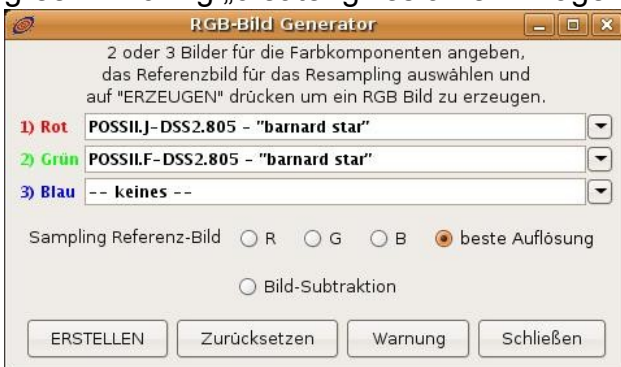 RGB-Bild Generator
2 oder 3 Bilder für die Farbkomponenten angeben,
das Referenzbild für das Resampling auswählen und
auf "ERZEUGEN" drücken um ein RGB Bild zu erzeugen.
1) Rot POSSII.J-DSS2.805 - "barnard star"
2) Grün POSSII.F-DSS2.805 - "barnard star"
3) Blau -- keines --
Sampling Referenz-Bild R G B beste Auflösung
Bild-Subtraktion
ERSTELLEN Zurücksetzen Warnung Schließen